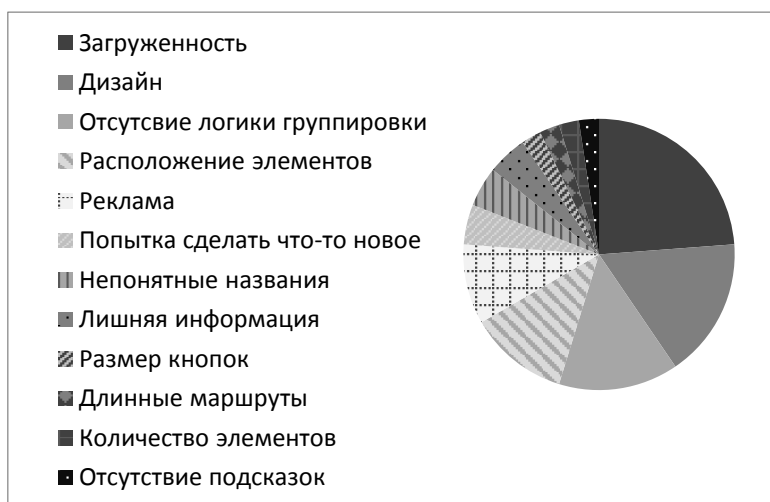 Загруженность
Дизайн
Отсутсвие логики группировки
Расположение элементов
Реклама
Попытка сделать что-то новое
Непонятные названия
Лишняя информация
Размер кнопок
Длинные маршруты
Количество элементов
Отсутствие подсказок